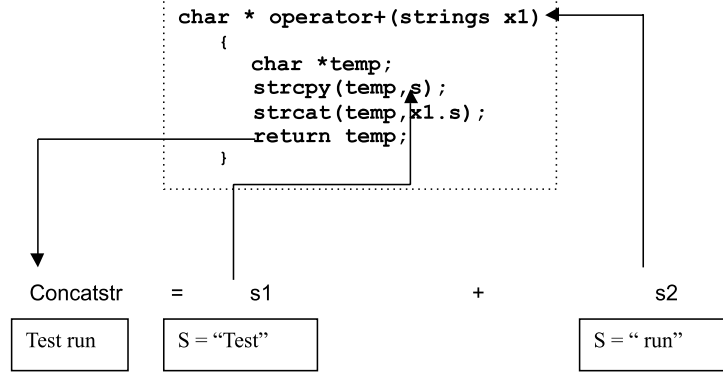 char * operator+(strings x1)
{
char *temp;
strcpy(temp,s);
strcat(temp,x1.s);
return temp;
}
Concatstr = s1 + s2
Test run S = “Test” S = “ run”